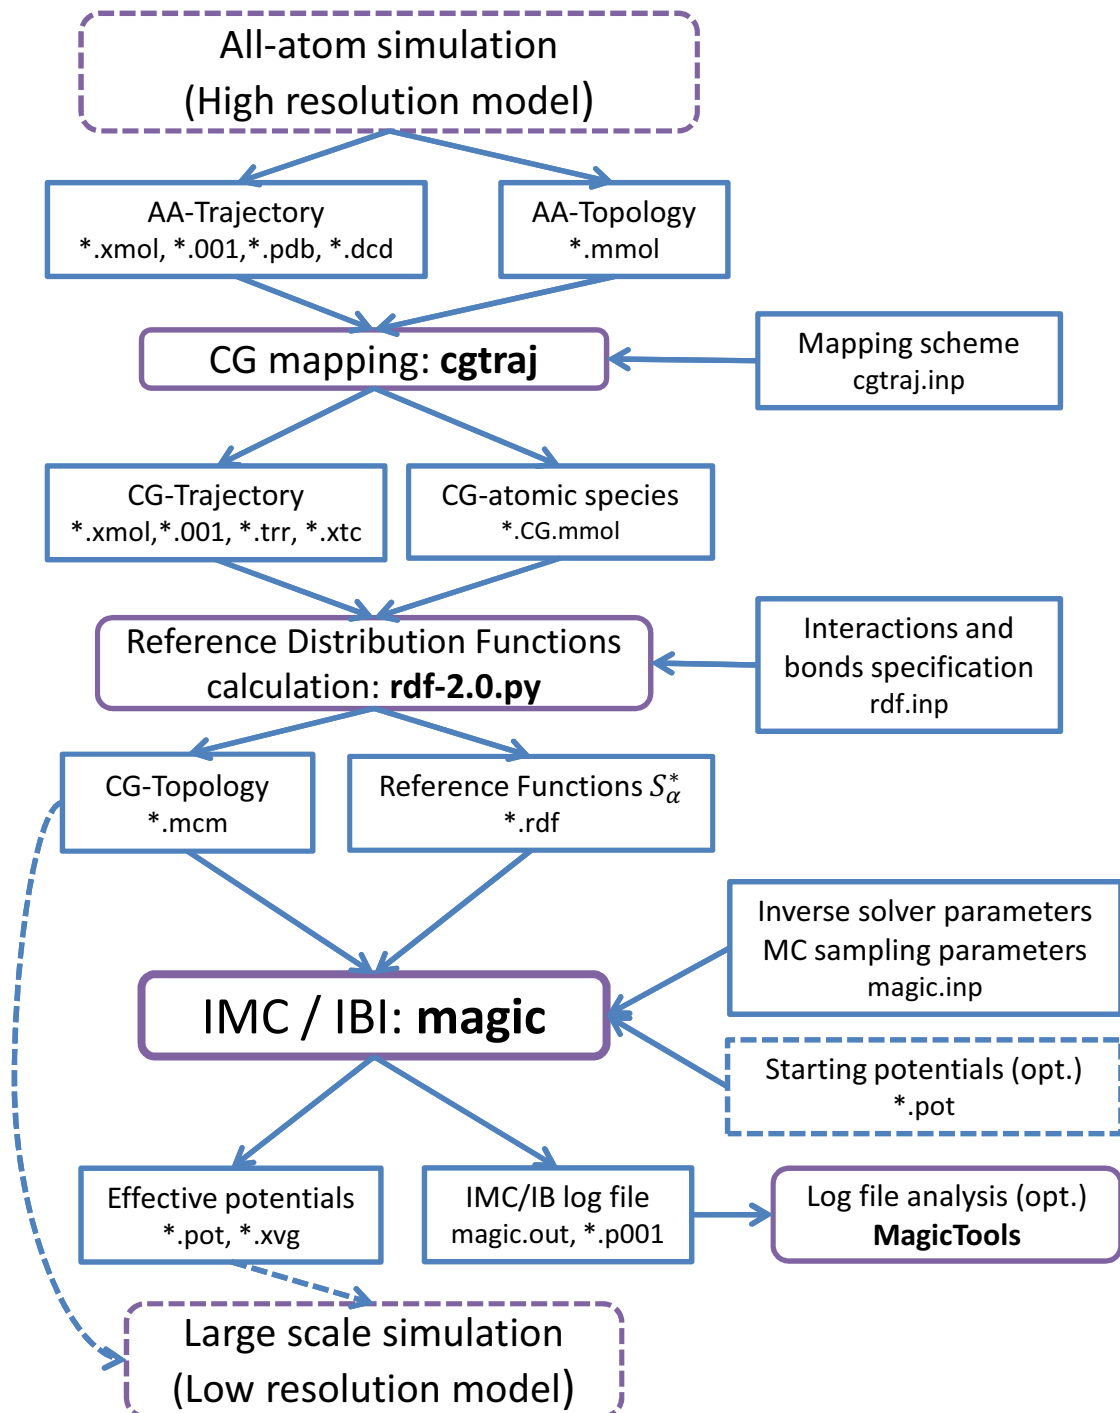 All-atom simulation
(High resolution model)
AA-Trajectory
*.xmol, *.001,*.pdb, *.dcd
AA-Topology
*.mmol
CG mapping: cgtraj
Mapping scheme
cgtraj.inp
CG-Trajectory
*.xmol,*.001, *.trr, *.xtc
CG-atomic species
*.CG.mmol
Reference Distribution Functions
calculation: rdf-2.0.py
Interactions and
bonds specification
rdf.inp
CG-Topology
*.mcm
Reference Functions $S_\alpha^*$
*.rdf
Inverse solver parameters
MC sampling parameters
magic.inp
IMC / IBI: magic
Starting potentials (opt.)
*.pot
Effective potentials
*.pot, *.xvg
IMC/IB log file
magic.out, *.p001
Log file analysis (opt.)
MagicTools
Large scale simulation
(Low resolution model)